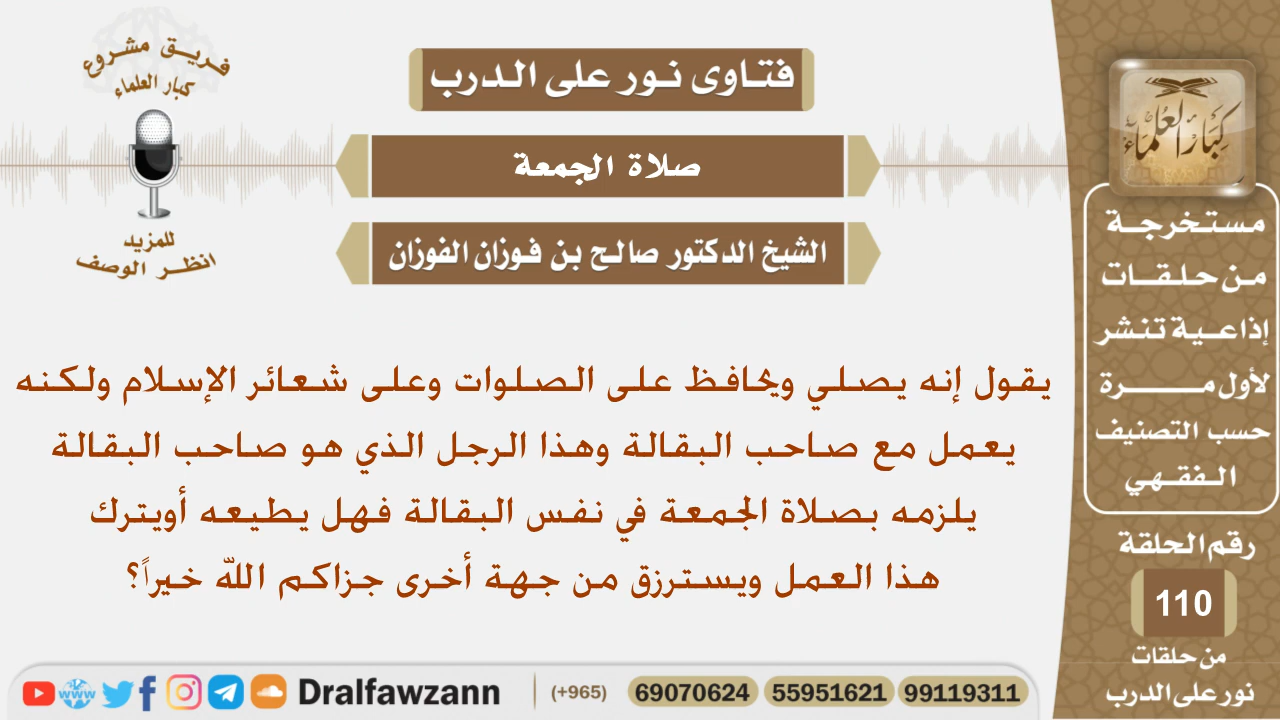 فريق مشروع
كبار العلماء
للمزيد
انظر الوصف
فتاوى نور على الدرب
صلاة الجمعة
الشيخ الدكتور صالح بن فوزان الفوزان
يقول إنه يصلي ويحافظ على الصلوات وعلى شعائر الإسلام ولكنه
يعمل مع صاحب البقالة وهذا الرجل الذي هو صاحب البقالة
يلزمه بصلاة الجمعة في نفس البقالة فهل يطيعه أويترك
هذا العمل ويسترزق من جهة أخرى جزاكم الله خيراً؟
كبار العلماء
مستخرجة
من حلقات
إذاعية تنشر
لأول مرة
حسب التصنيف
الفقهي
رقم الحلقة
110
من حلقات
نور على الدرب
Dralfawzann (+965) 69070624 55951621 99119311